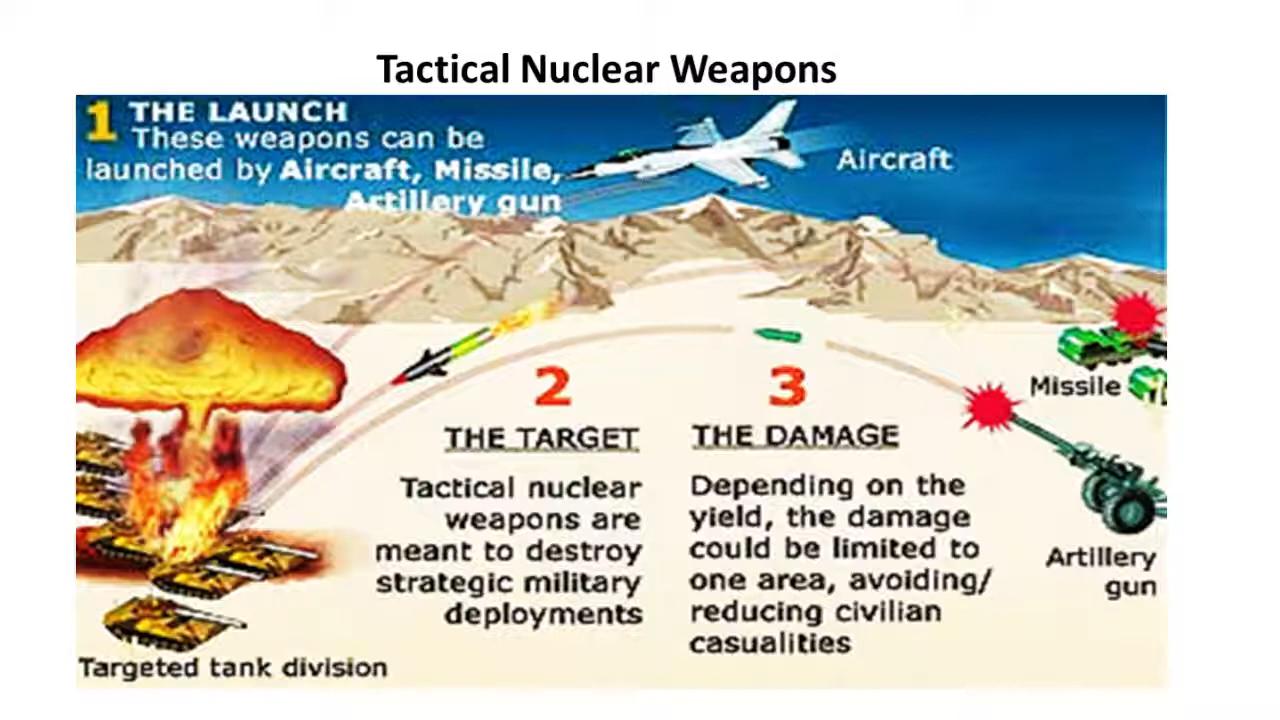 Tactical Nuclear Weapons
1 THE LAUNCH
These weapons can be
launched by Aircraft, Missile,
Artillery gun
Aircraft
Missile
Artillery
gun
2
THE TARGET
Tactical nuclear
weapons are
meant to destroy
strategic military
deployments
3
THE DAMAGE
Depending on the
yield, the damage
could be limited to
one area, avoiding/
reducing civilian
casualities
Targeted tank division